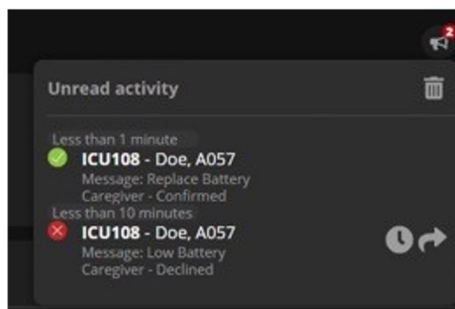 2
Unread activity
Less than 1 minute
ICU108 - Doe, A057
Message: Replace Battery
Caregiver - Confirmed
Less than 10 minutes
ICU108 - Doe, A057
Message: Low Battery
Caregiver - Declined